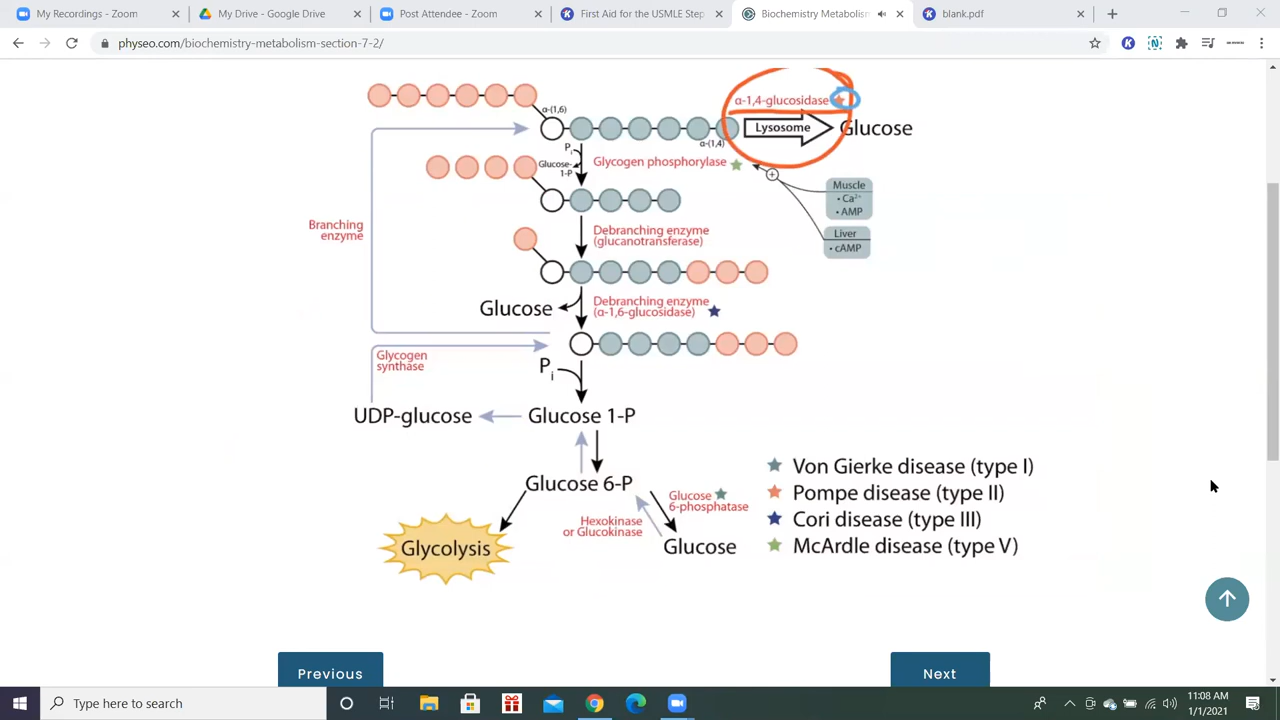 My Recordings - Zoom
My Drive - Google Drive
Post Attendee - Zoom
First Aid for the USMLE Step
Biochemistry Metabolism
blank.pdf
physeo.com/biochemistry-metabolism-section-7-2/
α-(1,6)
α-1,4-glucosidase
Lysosome
Glucose
α-(1,4)
Pi
Glucose-
1-P
Glycogen phosphorylase
Muscle
• Ca²⁺
• AMP
Liver
• cAMP
Branching
enzyme
Debranching enzyme
(glucanotransferase)
Glucose
Debranching enzyme
(α-1,6-glucosidase)
Glycogen
synthase
Pi
UDP-glucose
Glucose 1-P
Glucose 6-P
Glucose
6-phosphatase
Hexokinase
or Glucokinase
Glycolysis
Glucose
Von Gierke disease (type I)
Pompe disease (type II)
Cori disease (type III)
McArdle disease (type V)
Previous
Next
Type here to search
11:08 AM
1/1/2021